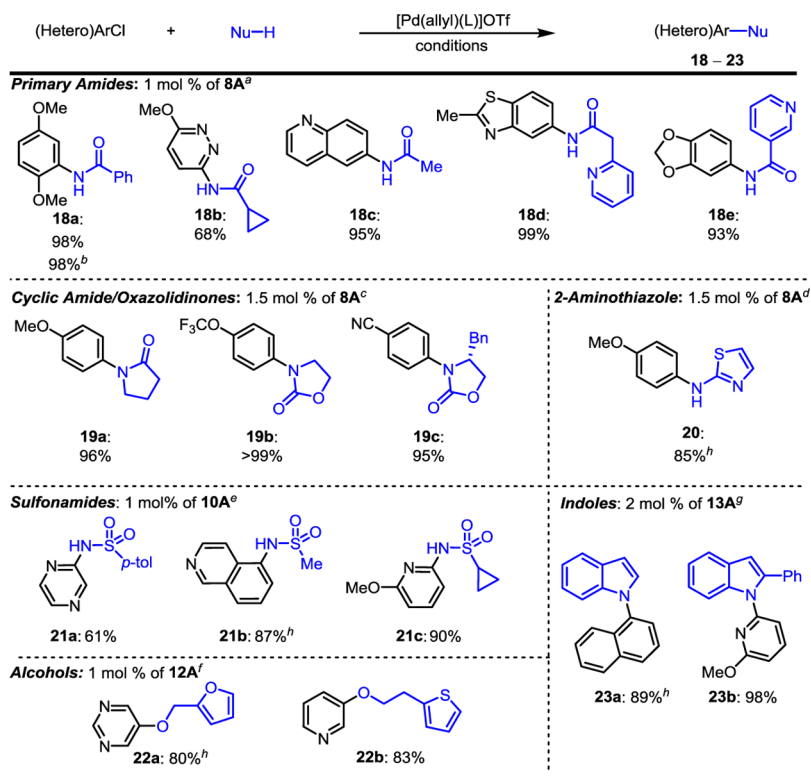 (Hetero)ArCl + Nu–H [Pd(allyl)(L)]OTf (Hetero)Ar–Nu
conditions
18 – 23
Primary Amides: 1 mol % of 8Aᵃ
OMe
NH
O
Ph
OMe
18a:
98%
98%ᵇ
MeO
N
N
HN
O
18b:
68%
N
O
N
H
Me
18c:
95%
S
Me
N
O
N
H
N
18d:
99%
O
O
N
H
O
N
18e:
93%
Cyclic Amide/Oxazolidinones: 1.5 mol % of 8Aᶜ
MeO
O
N
19a:
96%
F₃CO
N
O
O
19b:
>99%
NC
Bn
N
O
O
19c:
95%
2-Aminothiazole: 1.5 mol % of 8Aᵈ
MeO
S
N
H
N
20:
85%ʰ
Sulfonamides: 1 mol% of 10Aᵉ
O
O
HN
S
p-tol
N
N
21a: 61%
O
HN
S
O
Me
N
21b: 87%ʰ
O
O
HN
S
N
MeO
21c: 90%
Indoles: 2 mol % of 13Aᵍ
N
23a: 89%ʰ
Ph
N
N
MeO
23b: 98%
Alcohols: 1 mol % of 12Aᶠ
N
N
O
O
22a: 80%ʰ
O
S
N
22b: 83%